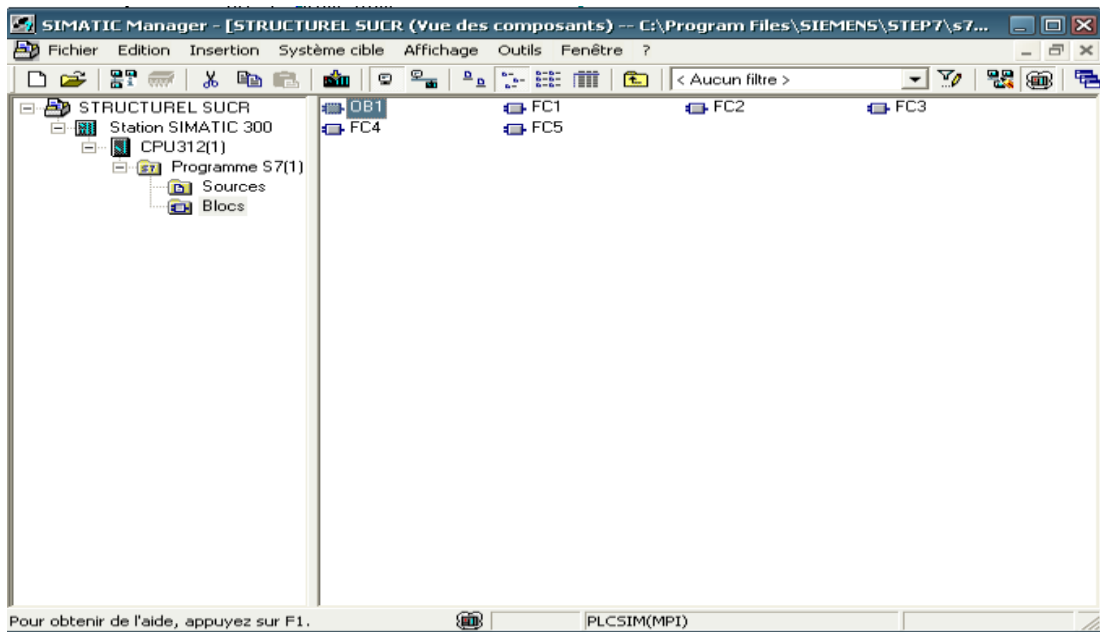 SIMATIC Manager - [STRUCTUREL SUCR (Vue des composants) -- C:\Program Files\SIEMENS\STEP7\s7...
Fichier Edition Insertion Système cible Affichage Outils Fenêtre ?
< Aucun filtre >
STRUCTUREL SUCR
Station SIMATIC 300
CPU312(1)
Programme S7(1)
Sources
Blocs
OB1 FC1 FC2 FC3
FC4 FC5
Pour obtenir de l'aide, appuyez sur F1. PLCSIM(MPI)